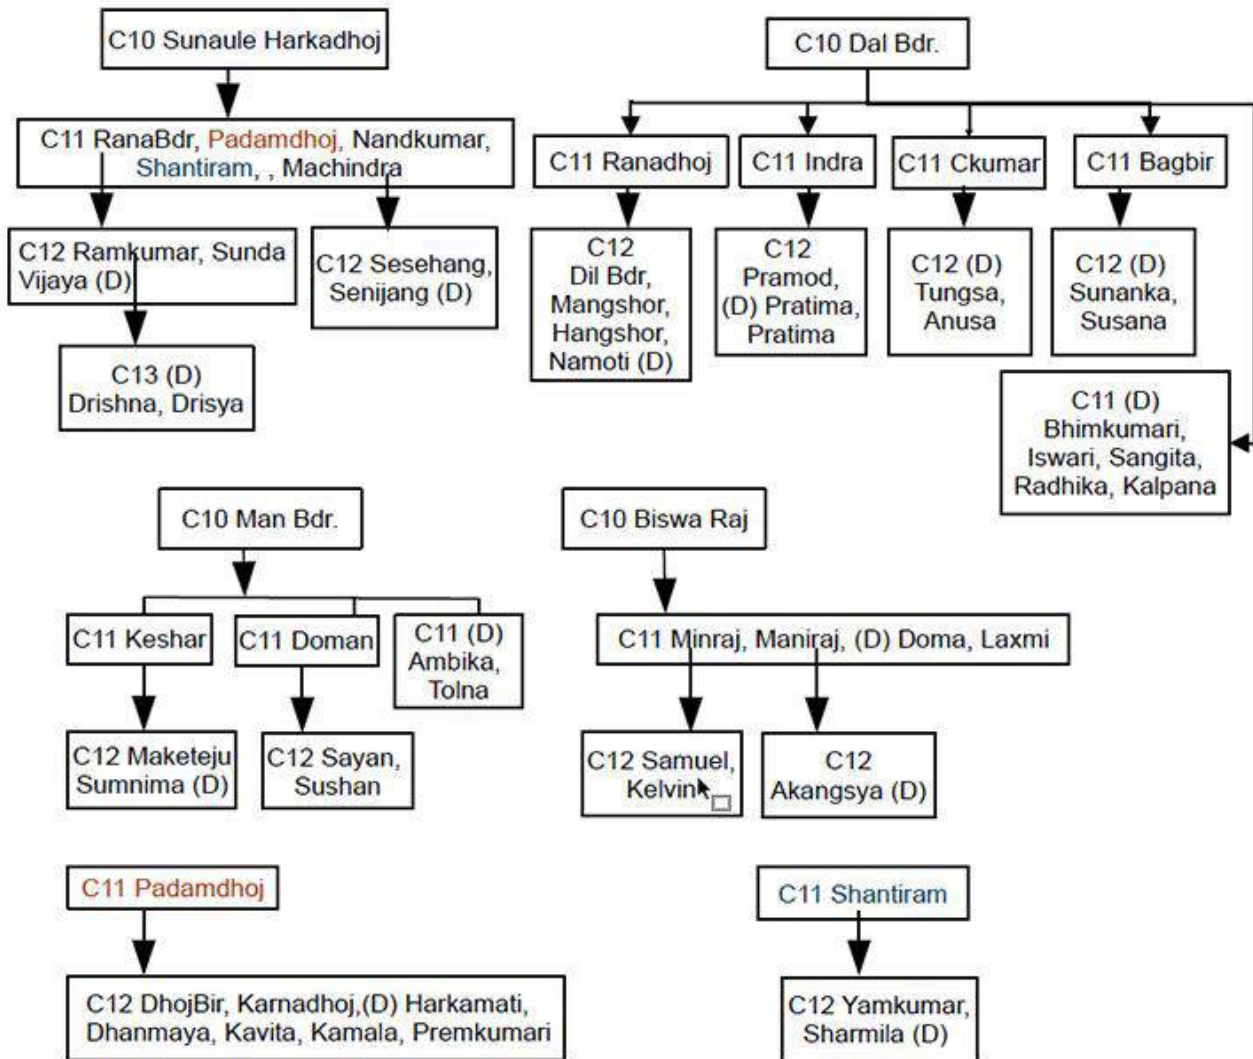 C10 Sunaule Harkadhoj
C10 Dal Bdr.
C11 RanaBdr, Padamdhoj, Nandkumar,
Shantiram, , Machindra
C11 Ranadhoj
C11 Indra
C11 Ckumar
C11 Bagbir
C12 Ramkumar, Sunda
Vijaya (D)
C12 Sesehang,
Senijang (D)
C12
Dil Bdr,
Mangshor,
Hangshor,
Namoti (D)
C12
Pramod,
(D) Pratima,
Pratima
C12 (D)
Tungsa,
Anusa
C12 (D)
Sunanka,
Susana
C13 (D)
Drishna, Drisya
C11 (D)
Bhimkumari,
Iswari, Sangita,
Radhika, Kalpana
C10 Man Bdr.
C10 Biswa Raj
C11 Keshar
C11 Doman
C11 (D)
Ambika,
Tolna
C11 Minraj, Maniraj, (D) Doma, Laxmi
C12 Maketeju
Sumnima (D)
C12 Sayan,
Sushan
C12 Samuel,
Kelvin
C12
Akangsya (D)
C11 Padamdhoj
C11 Shantiram
C12 DhojBir, Karnadhoj,(D) Harkamati,
Dhanmaya, Kavita, Kamala, Premkumari
C12 Yamkumar,
Sharmila (D)